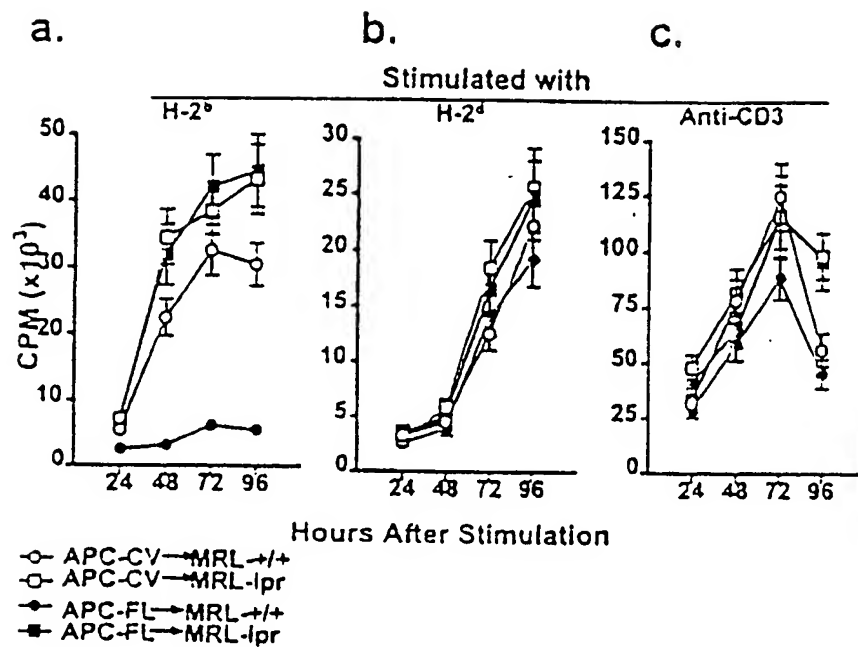 a.
b.
c.
Stimulated with
H-2ᵇ
H-2ᵈ
Anti-CD3
CPM (×10³)
50
40
30
20
10
0
30
25
20
15
10
5
0
150
125
100
75
50
25
0
24 48 72 96
24 48 72 96
24 48 72 96
Hours After Stimulation
APC-CV→MRL-+/+
APC-CV→MRL-lpr
APC-FL→MRL-+/+
APC-FL→MRL-lpr